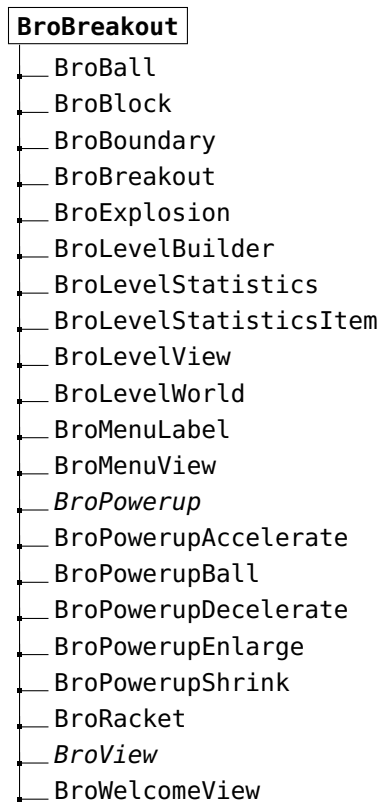 BroBreakout
BroBall
BroBlock
BroBoundary
BroBreakout
BroExplosion
BroLevelBuilder
BroLevelStatistics
BroLevelStatisticsItem
BroLevelView
BroLevelWorld
BroMenuLabel
BroMenuView
BroPowerup
BroPowerupAccelerate
BroPowerupBall
BroPowerupDecelerate
BroPowerupEnlarge
BroPowerupShrink
BroRacket
BroView
BroWelcomeView